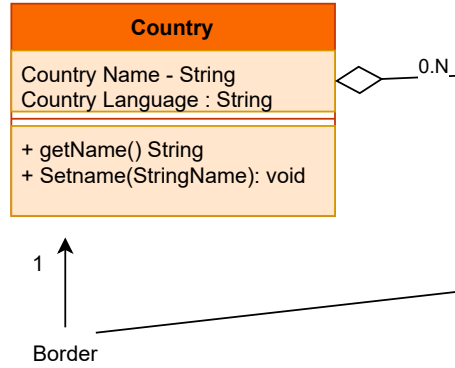 Country
Country Name - String
Country Language : String
0.N
+ getName() String
+ Setname(StringName): void
1
Border